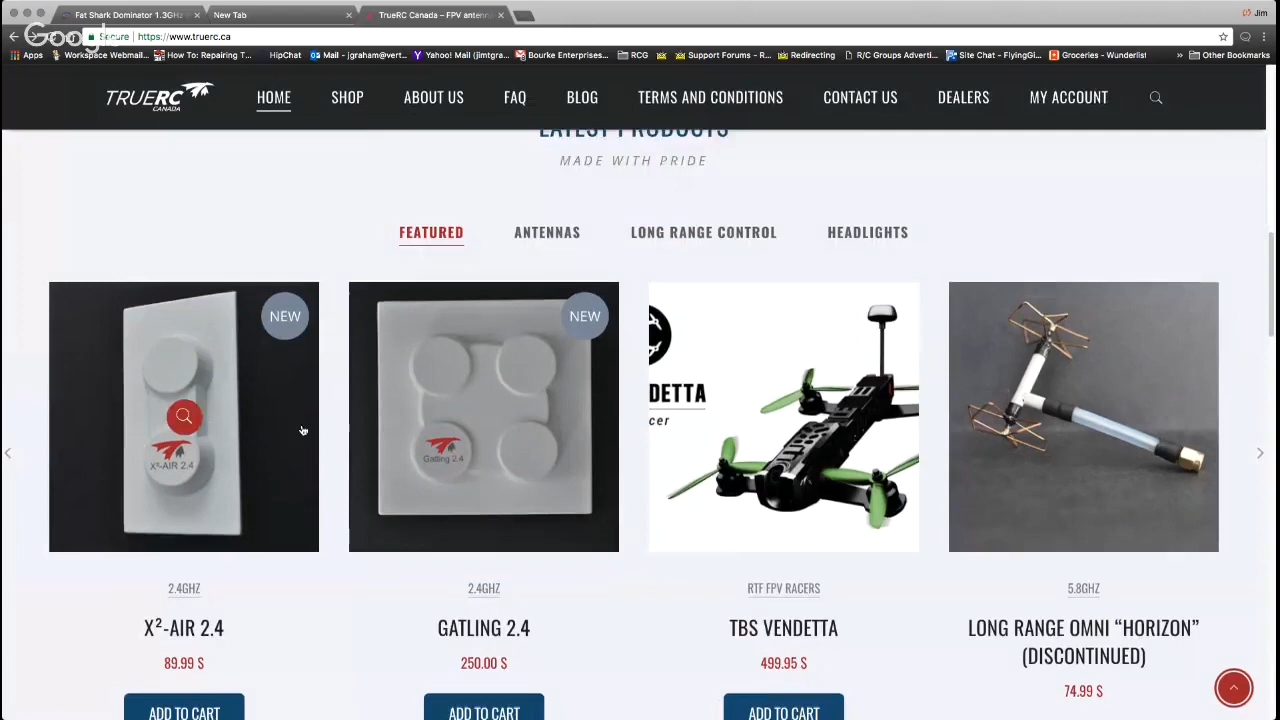 Fat Shark Dominator 1.3GHz
New Tab
TrueRC Canada – FPV antenn
Jim
Google
Secure | https://www.truerc.ca
Apps
Workspace Webmail...
How To: Repairing T...
HipChat
Mail - jgraham@vert...
Yahoo! Mail (jimtgr...
Bourke Enterprises...
RCG
Support Forums - R...
Redirecting
R/C Groups Adverti...
Site Chat - FlyingGi...
Groceries - Wunderlist
»
Other Bookmarks
TRUERC
CANADA
HOME
SHOP
ABOUT US
FAQ
BLOG
TERMS AND CONDITIONS
CONTACT US
DEALERS
MY ACCOUNT
LATEST PRODUCTS
MADE WITH PRIDE
FEATURED
ANTENNAS
LONG RANGE CONTROL
HEADLIGHTS
NEW
X²-AIR 2.4
NEW
Gatling 2.4
DETTA
cer
2.4GHZ
X²-AIR 2.4
89.99 $
ADD TO CART
2.4GHZ
GATLING 2.4
250.00 $
ADD TO CART
RTF FPV RACERS
TBS VENDETTA
499.95 $
ADD TO CART
5.8GHZ
LONG RANGE OMNI “HORIZON”
(DISCONTINUED)
74.99 $